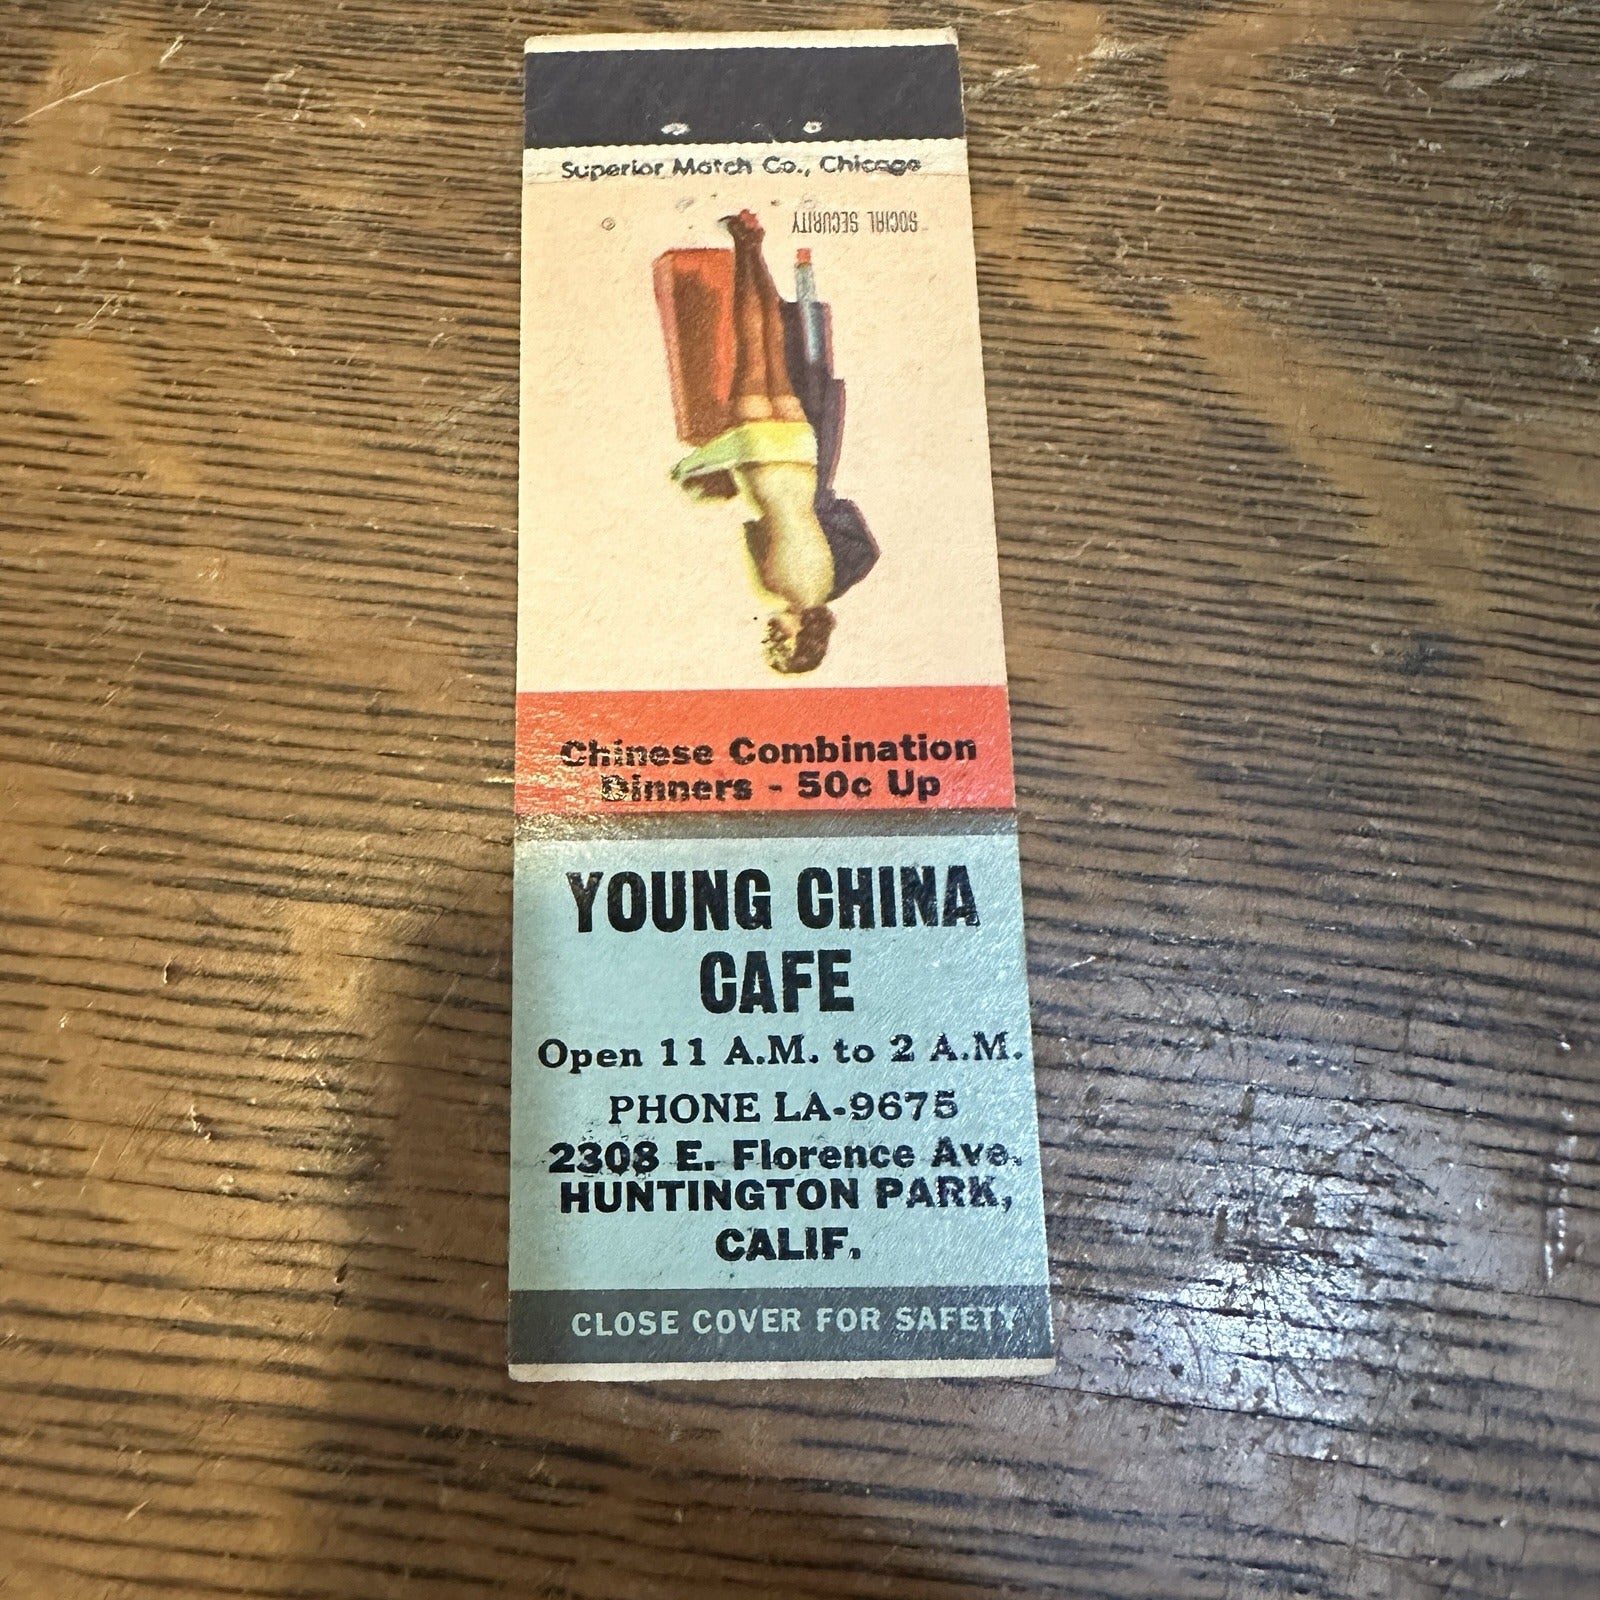 Superior Match Co., Chicago
SOCIAL SECURITY
Chinese Combination
Dinners - 50c Up
YOUNG CHINA
CAFE
Open 11 A.M. to 2 A.M.
PHONE LA-9675
2308 E. Florence Ave.
HUNTINGTON PARK,
CALIF.
CLOSE COVER FOR SAFETY